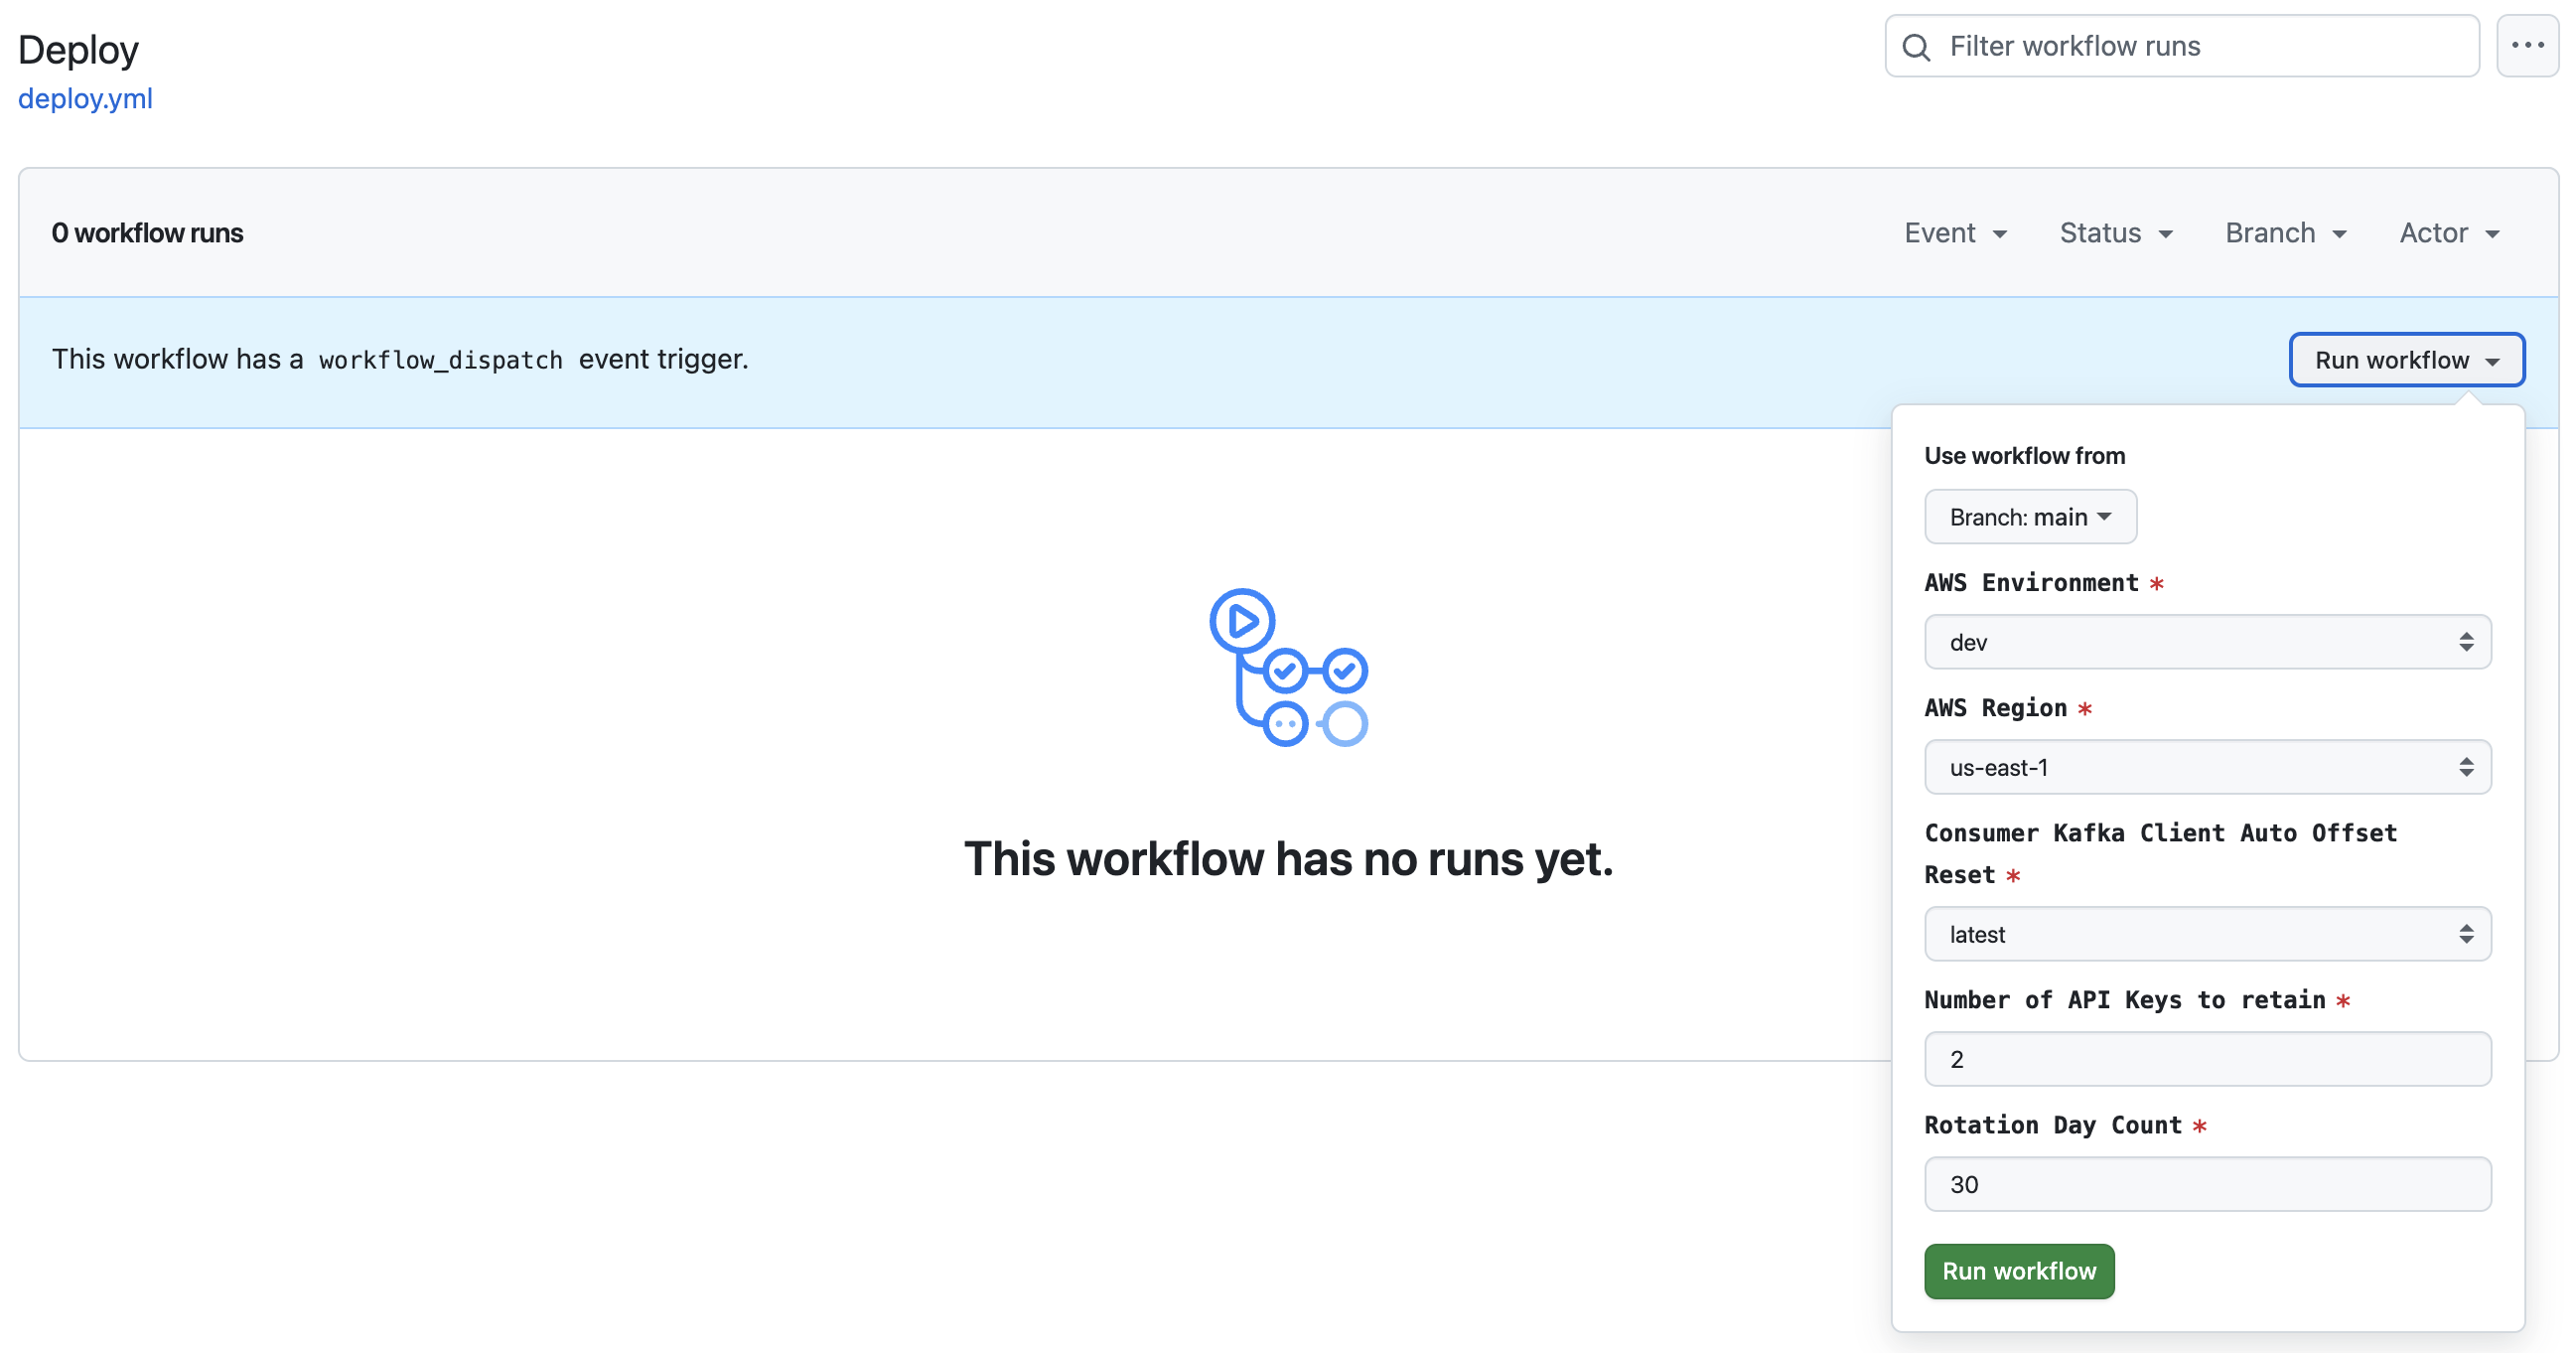 Deploy
Filter workflow runs
deploy.yml
0 workflow runs
Event Status Branch Actor
This workflow has a workflow_dispatch event trigger.
Run workflow
Use workflow from
Branch: main
AWS Environment *
dev
AWS Region *
us-east-1
Consumer Kafka Client Auto Offset
Reset *
latest
Number of API Keys to retain *
2
Rotation Day Count *
30
Run workflow
This workflow has no runs yet.